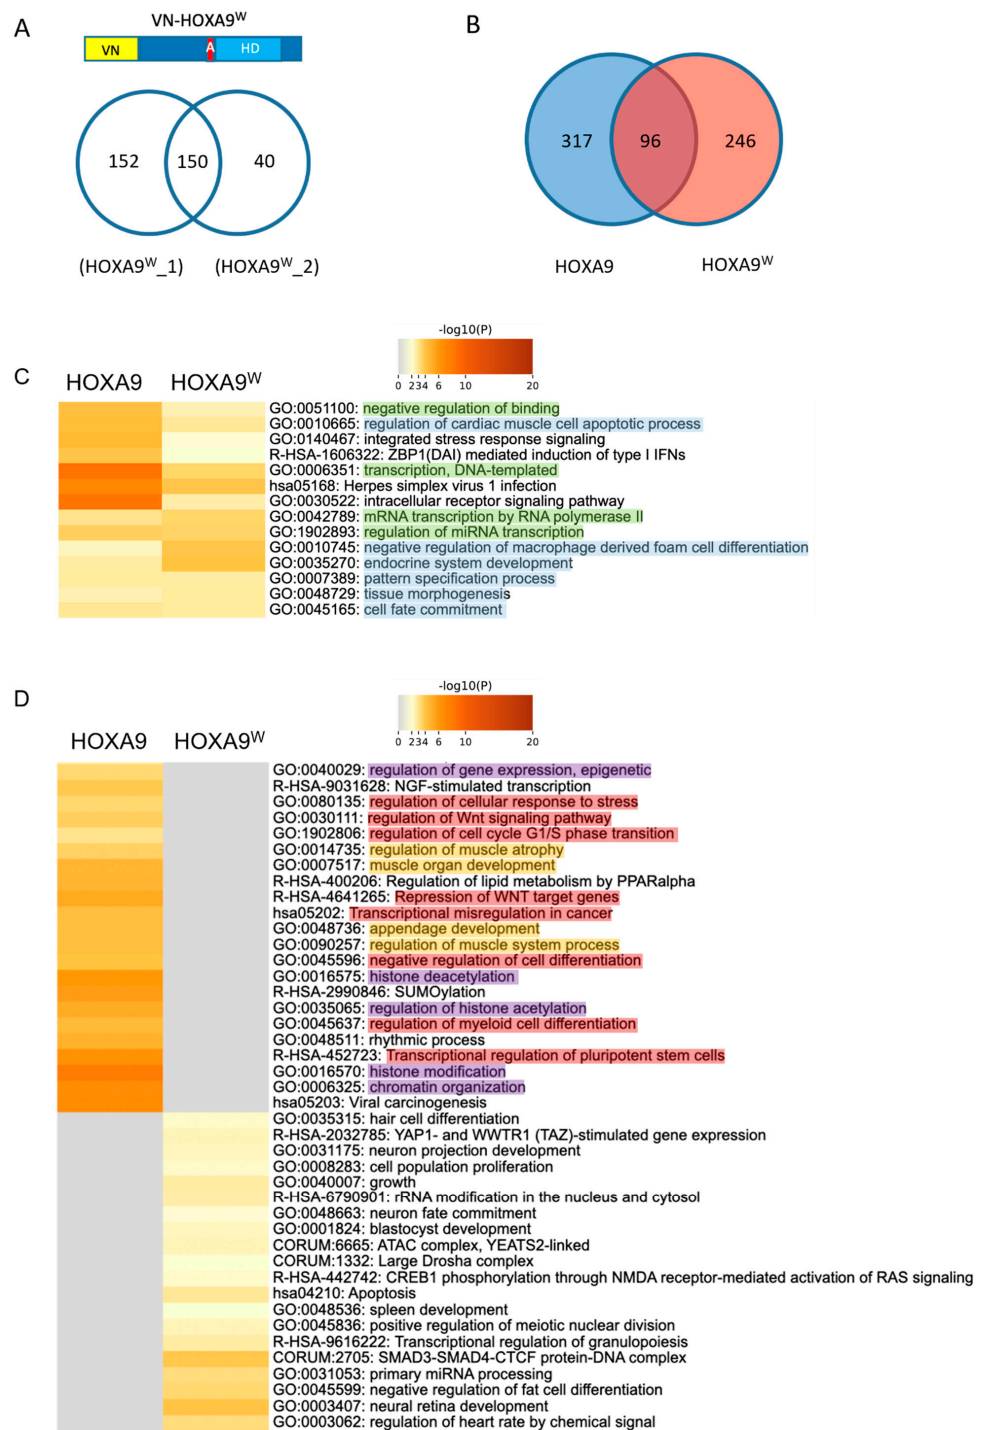 A
VN-HOXA9W
VN
A
HD
152
150
40
(HOXA9W_1)
(HOXA9W_2)
B
317
96
246
HOXA9
HOXA9W
-log10(P)
0 2 3 4 6 10 20
C
HOXA9
HOXA9W
GO:0051100: negative regulation of binding
GO:0010665: regulation of cardiac muscle cell apoptotic process
GO:0140467: integrated stress response signaling
R-HSA-1606322: ZBP1(DAI) mediated induction of type I IFNs
GO:0006351: transcription, DNA-templated
hsa05168: Herpes simplex virus 1 infection
GO:0030522: intracellular receptor signaling pathway
GO:0042789: mRNA transcription by RNA polymerase II
GO:1902893: regulation of miRNA transcription
GO:0010745: negative regulation of macrophage derived foam cell differentiation
GO:0035270: endocrine system development
GO:0007389: pattern specification process
GO:0048729: tissue morphogenesis
GO:0045165: cell fate commitment
D
-log10(P)
0 2 3 4 6 10 20
HOXA9
HOXA9W
GO:0040029: regulation of gene expression, epigenetic
R-HSA-9031628: NGF-stimulated transcription
GO:0080135: regulation of cellular response to stress
GO:0030111: regulation of Wnt signaling pathway
GO:1902806: regulation of cell cycle G1/S phase transition
GO:0014735: regulation of muscle atrophy
GO:0007517: muscle organ development
R-HSA-400206: Regulation of lipid metabolism by PPARalpha
R-HSA-4641265: Repression of WNT target genes
hsa05202: Transcriptional misregulation in cancer
GO:0048736: appendage development
GO:0090257: regulation of muscle system process
GO:0045596: negative regulation of cell differentiation
GO:0016575: histone deacetylation
R-HSA-2990846: SUMOylation
GO:0035065: regulation of histone acetylation
GO:0045637: regulation of myeloid cell differentiation
GO:0048511: rhythmic process
R-HSA-452723: Transcriptional regulation of pluripotent stem cells
GO:0016570: histone modification
GO:0006325: chromatin organization
hsa05203: Viral carcinogenesis
GO:0035315: hair cell differentiation
R-HSA-2032785: YAP1- and WWTR1 (TAZ)-stimulated gene expression
GO:0031175: neuron projection development
GO:0008283: cell population proliferation
GO:0040007: growth
R-HSA-6790901: rRNA modification in the nucleus and cytosol
GO:0048663: neuron fate commitment
GO:0001824: blastocyst development
CORUM:6665: ATAC complex, YEATS2-linked
CORUM:1332: Large Drosha complex
R-HSA-442742: CREB1 phosphorylation through NMDA receptor-mediated activation of RAS signaling
hsa04210: Apoptosis
GO:0048536: spleen development
GO:0045836: positive regulation of meiotic nuclear division
R-HSA-9616222: Transcriptional regulation of granulopoiesis
CORUM:2705: SMAD3-SMAD4-CTCF protein-DNA complex
GO:0031053: primary miRNA processing
GO:0045599: negative regulation of fat cell differentiation
GO:0003407: neural retina development
GO:0003062: regulation of heart rate by chemical signal